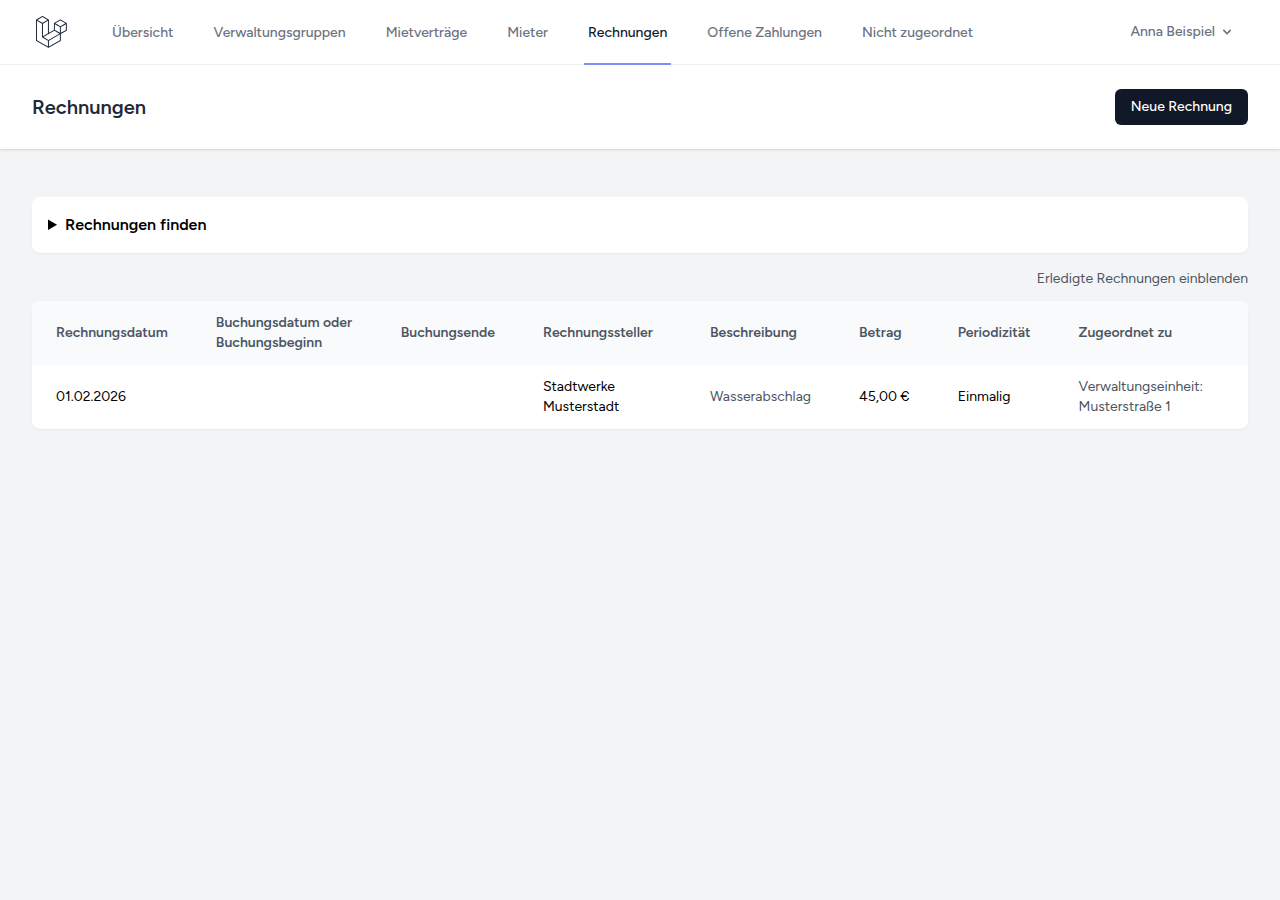 Übersicht Verwaltungsgruppen Mietverträge Mieter Rechnungen Offene Zahlungen Nicht zugeordnet Anna Beispiel
Rechnungen Neue Rechnung
Rechnungen finden
Erledigte Rechnungen einblenden
Rechnungsdatum Buchungsdatum oder Buchungsbeginn Buchungsende Rechnungssteller Beschreibung Betrag Periodizität Zugeordnet zu
01.02.2026 Stadtwerke Musterstadt Wasserabschlag 45,00 € Einmalig Verwaltungseinheit: Musterstraße 1